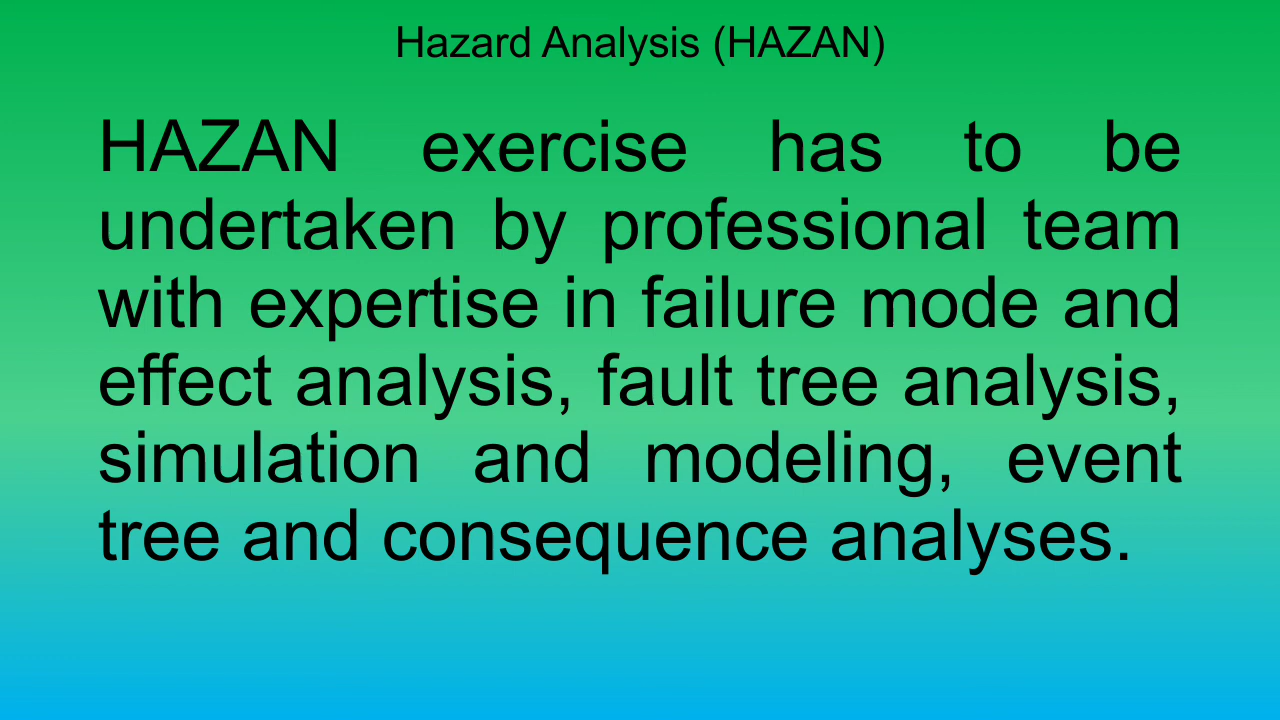 Hazard Analysis (HAZAN)
HAZAN exercise has to be
undertaken by professional team
with expertise in failure mode and
effect analysis, fault tree analysis,
simulation and modeling, event
tree and consequence analyses.